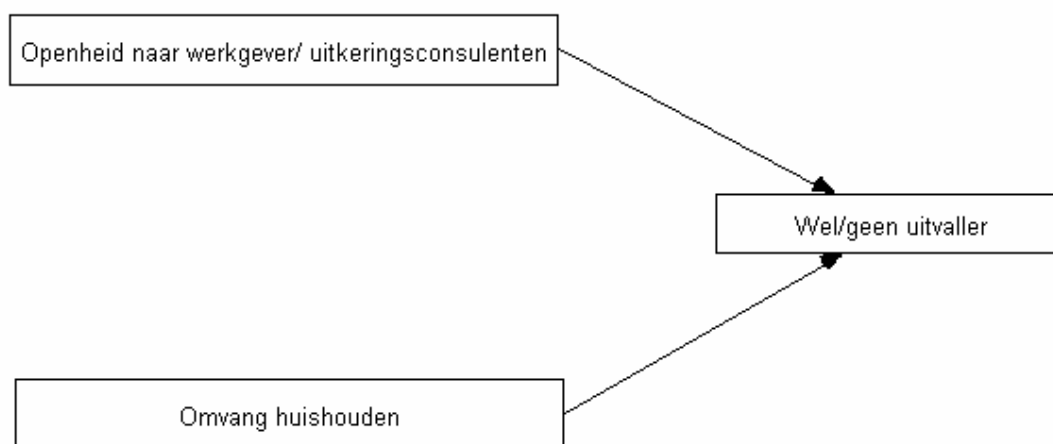 Openheid naar werkgever/ uitkeringsconsulenten
Wel/geen uitvaller
Omvang huishouden